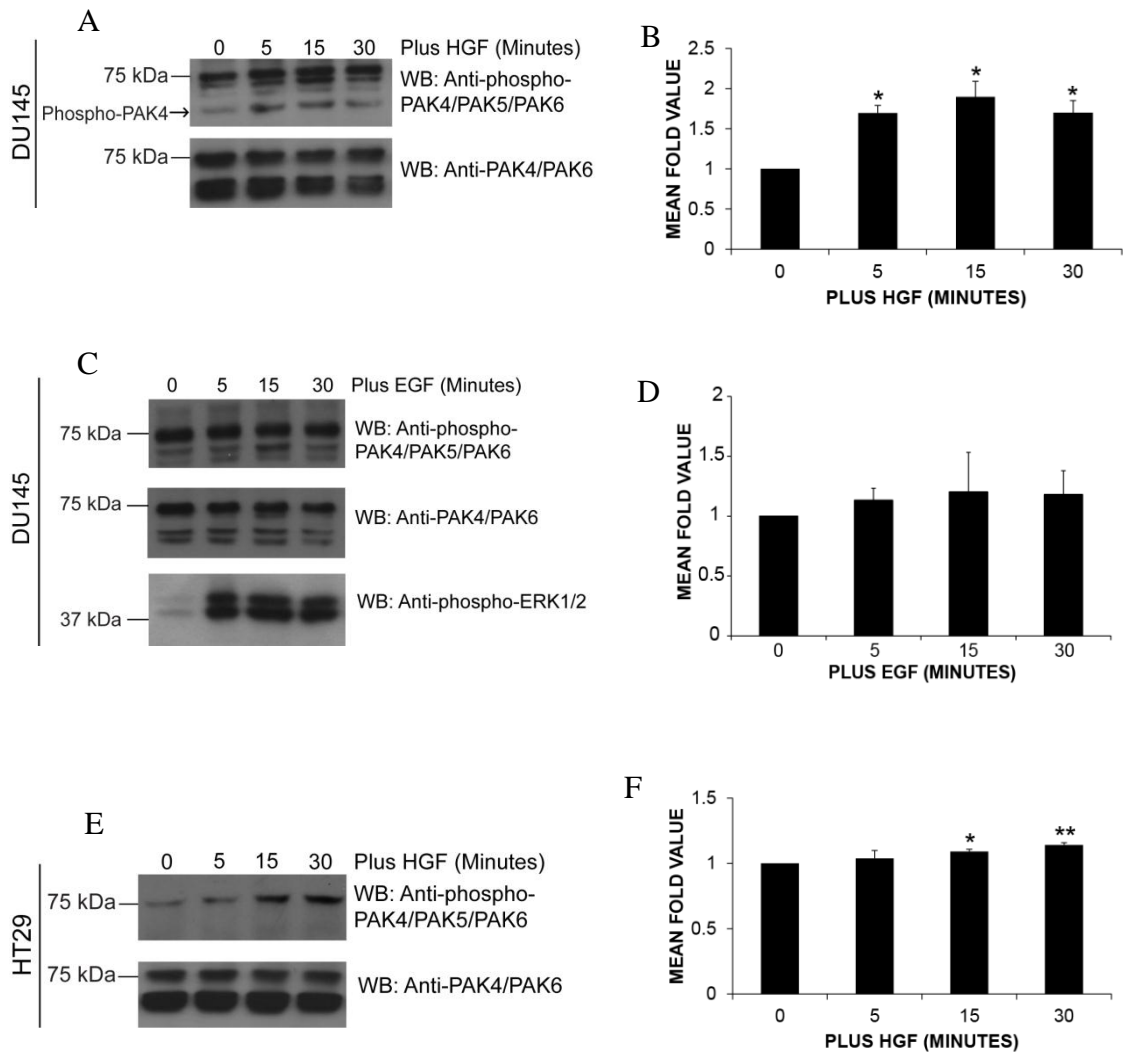 A
DU145
0 5 15 30 Plus HGF (Minutes)
75 kDa
WB: Anti-phospho-
PAK4/PAK5/PAK6
Phospho-PAK4→
75 kDa
WB: Anti-PAK4/PAK6
B
MEAN FOLD VALUE
2.5
2
1.5
1
0.5
0
* * *
0 5 15 30
PLUS HGF (MINUTES)
C
DU145
0 5 15 30 Plus EGF (Minutes)
75 kDa
WB: Anti-phospho-
PAK4/PAK5/PAK6
75 kDa
WB: Anti-PAK4/PAK6
WB: Anti-phospho-ERK1/2
37 kDa
D
MEAN FOLD VALUE
2
1.5
1
0.5
0
0 5 15 30
PLUS EGF (MINUTES)
E
HT29
0 5 15 30 Plus HGF (Minutes)
75 kDa
WB: Anti-phospho-
PAK4/PAK5/PAK6
75 kDa
WB: Anti-PAK4/PAK6
F
MEAN FOLD VALUE
1.5
1
0.5
0
* **
0 5 15 30
PLUS HGF (MINUTES)